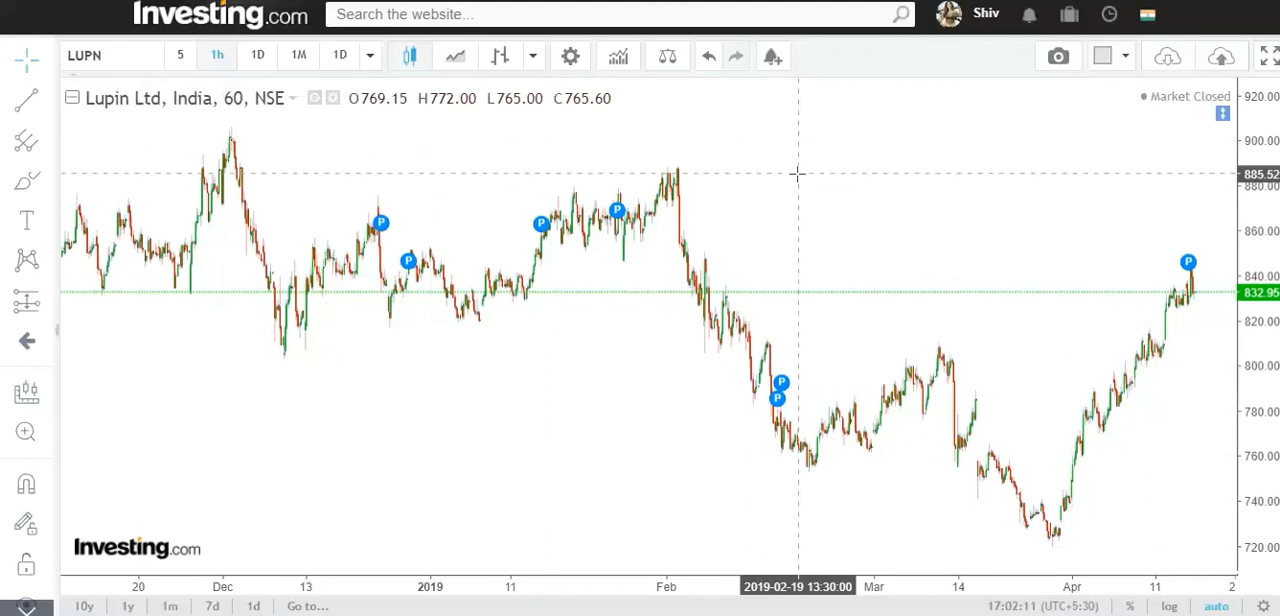 Investing.com Search the website... Shiv
LUPN 5 1h 1D 1M 1D
Lupin Ltd, India, 60, NSE O769.15 H772.00 L765.00 C765.60
Market Closed
920.00
900.00
885.52
880.00
860.00
840.00
832.95
820.00
800.00
780.00
760.00
740.00
720.00
P
P
P
P
P
P
P
Investing.com
20 Dec 13 2019 11 Feb 2019-02-19 13:30:00 Mar 14 Apr 11 2
10y 1y 1m 7d 1d Go to... 17:02:11 (UTC+5:30) % log auto